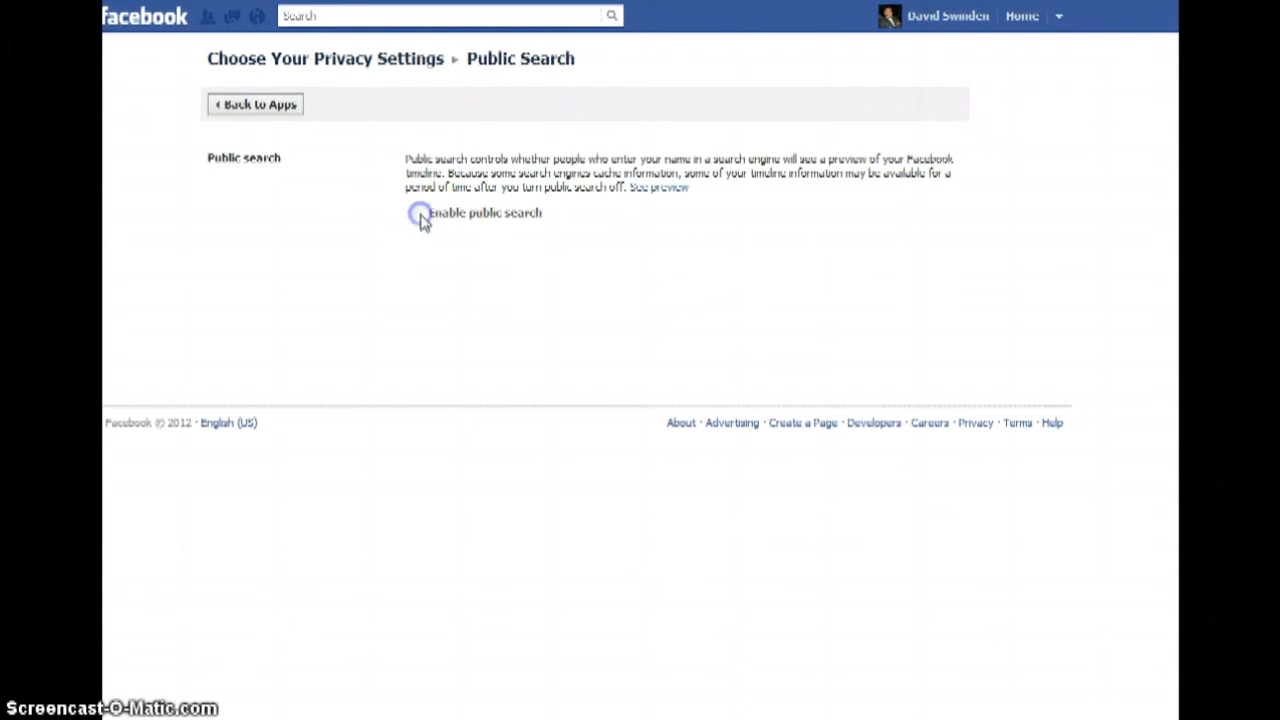 facebook Search David Swinden Home
Choose Your Privacy Settings ▸ Public Search
Back to Apps
Public search
Public search controls whether people who enter your name in a search engine will see a preview of your Facebook
timeline. Because some search engines cache information, some of your timeline information may be available for a
period of time after you turn public search off. See preview
Enable public search
Facebook © 2012 · English (US)
About · Advertising · Create a Page · Developers · Careers · Privacy · Terms · Help
Screencast-O-Matic.com